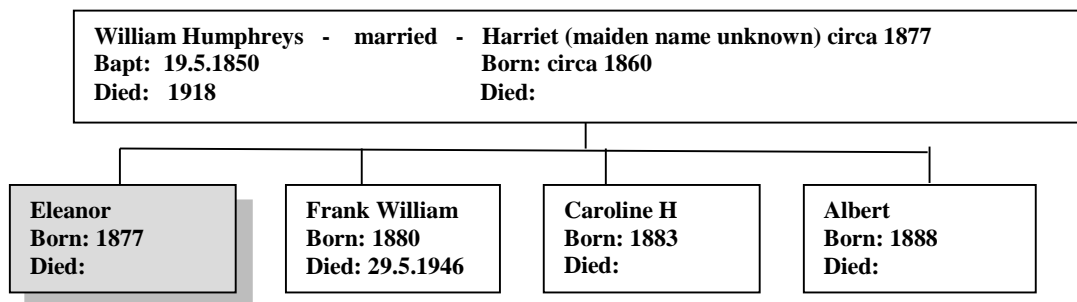 William Humphreys - married - Harriet (maiden name unknown) circa 1877
Bapt: 19.5.1850 Born: circa 1860
Died: 1918 Died:
Eleanor
Born: 1877
Died:
Frank William
Born: 1880
Died: 29.5.1946
Caroline H
Born: 1883
Died:
Albert
Born: 1888
Died: